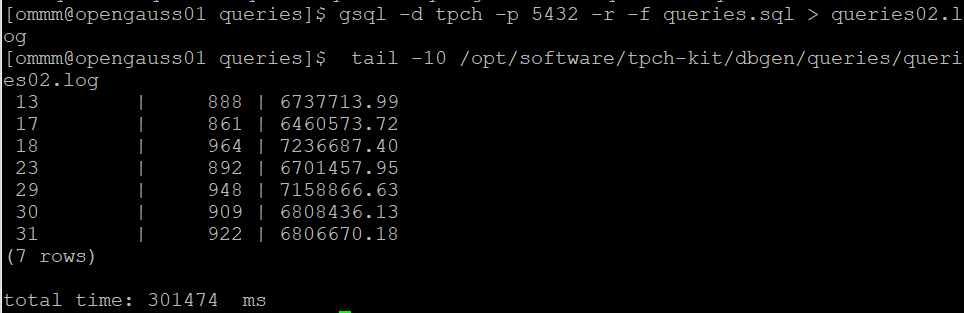 [ommm@opengauss01 queries]$ gsql -d tpch -p 5432 -r -f queries.sql > queries02.l
og
[ommm@opengauss01 queries]$  tail -10 /opt/software/tpch-kit/dbgen/queries/queri
es02.log
 13         |     888 | 6737713.99
 17         |     861 | 6460573.72
 18         |     964 | 7236687.40
 23         |     892 | 6701457.95
 29         |     948 | 7158866.63
 30         |     909 | 6808436.13
 31         |     922 | 6806670.18
(7 rows)
total time: 301474  ms